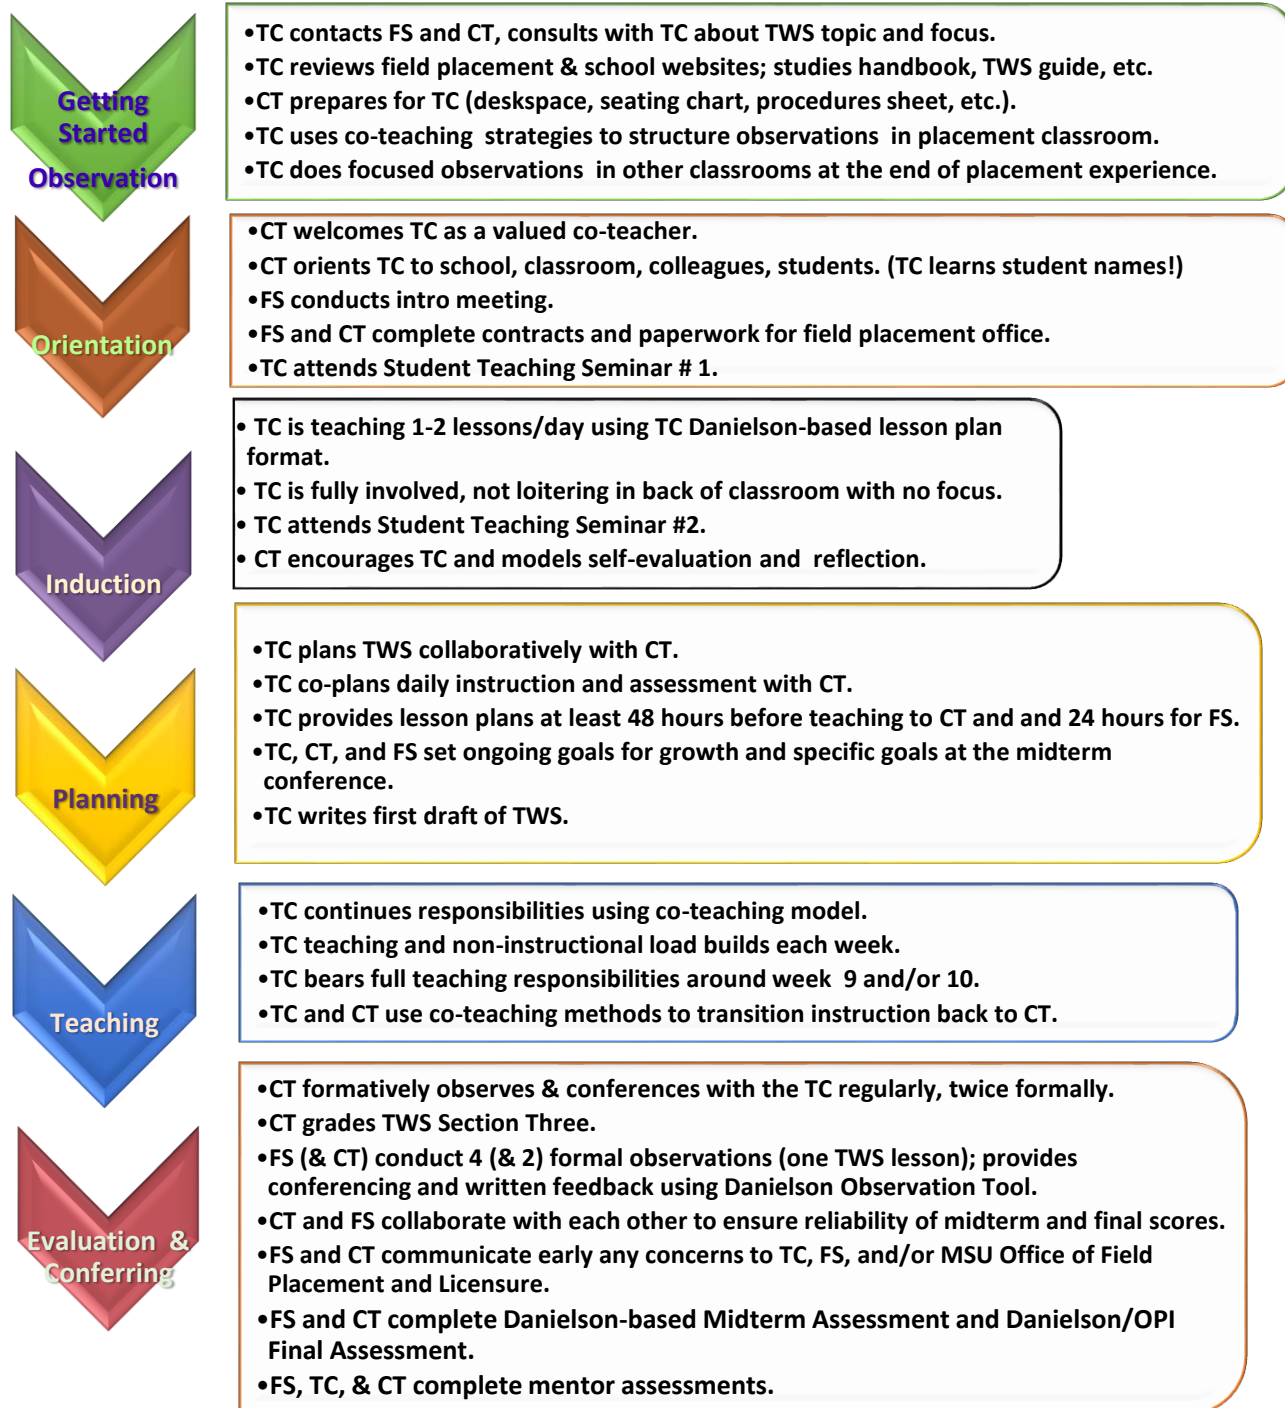 Getting
Started
Observation
•TC contacts FS and CT, consults with TC about TWS topic and focus.
•TC reviews field placement & school websites; studies handbook, TWS guide, etc.
•CT prepares for TC (deskspace, seating chart, procedures sheet, etc.).
•TC uses co-teaching strategies to structure observations in placement classroom.
•TC does focused observations in other classrooms at the end of placement experience.
Orientation
•CT welcomes TC as a valued co-teacher.
•CT orients TC to school, classroom, colleagues, students. (TC learns student names!)
•FS conducts intro meeting.
•FS and CT complete contracts and paperwork for field placement office.
•TC attends Student Teaching Seminar # 1.
Induction
• TC is teaching 1-2 lessons/day using TC Danielson-based lesson plan
format.
• TC is fully involved, not loitering in back of classroom with no focus.
• TC attends Student Teaching Seminar #2.
• CT encourages TC and models self-evaluation and reflection.
Planning
•TC plans TWS collaboratively with CT.
•TC co-plans daily instruction and assessment with CT.
•TC provides lesson plans at least 48 hours before teaching to CT and and 24 hours for FS.
•TC, CT, and FS set ongoing goals for growth and specific goals at the midterm
conference.
•TC writes first draft of TWS.
Teaching
•TC continues responsibilities using co-teaching model.
•TC teaching and non-instructional load builds each week.
•TC bears full teaching responsibilities around week 9 and/or 10.
•TC and CT use co-teaching methods to transition instruction back to CT.
Evaluation &
Conferring
•CT formatively observes & conferences with the TC regularly, twice formally.
•CT grades TWS Section Three.
•FS (& CT) conduct 4 (& 2) formal observations (one TWS lesson); provides
conferencing and written feedback using Danielson Observation Tool.
•CT and FS collaborate with each other to ensure reliability of midterm and final scores.
•FS and CT communicate early any concerns to TC, FS, and/or MSU Office of Field
Placement and Licensure.
•FS and CT complete Danielson-based Midterm Assessment and Danielson/OPI
Final Assessment.
•FS, TC, & CT complete mentor assessments.